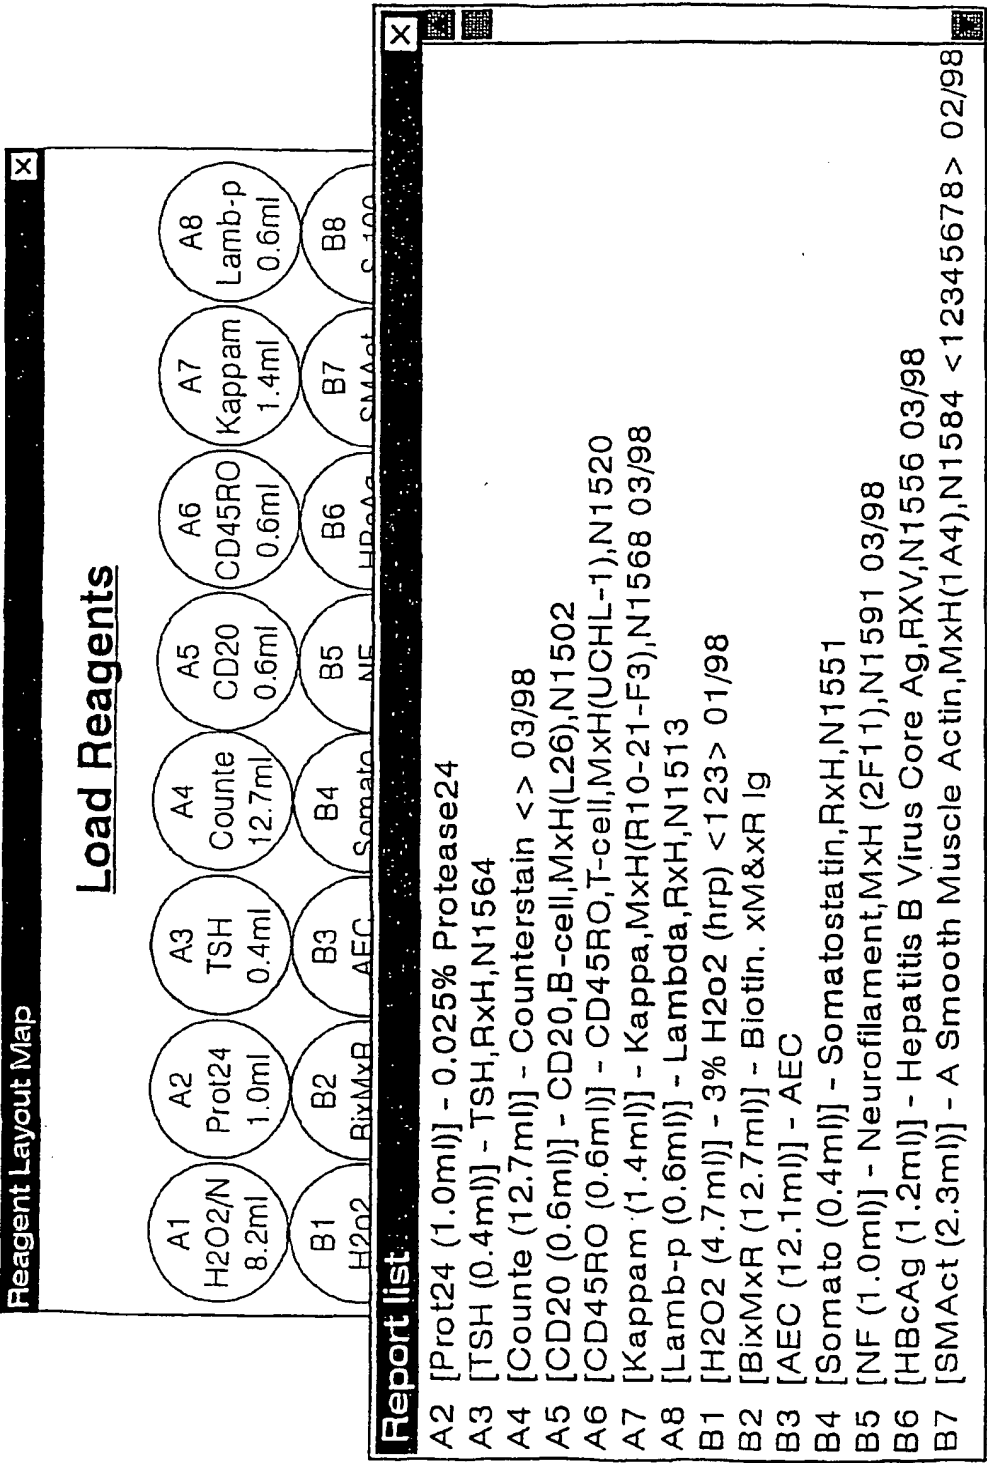 Reagent Layout Map
Load Reagents
A1
H2O2/N
8.2ml
A2
Prot24
1.0ml
A3
TSH
0.4ml
A4
Counte
12.7ml
A5
CD20
0.6ml
A6
CD45RO
0.6ml
A7
Kappam
1.4ml
A8
Lamb-p
0.6ml
B1
H2o2
B2
BixMxR
B3
AEC
B4
Somato
B5
NF
B6
HBcAg
B7
SMAct
B8
S-100
Report list
A2 [Prot24 (1.0ml)] - 0.025% Protease24
A3 [TSH (0.4ml)] - TSH,RxH,N1564
A4 [Counte (12.7ml)] - Counterstain <> 03/98
A5 [CD20 (0.6ml)] - CD20,B-cell,MxH(L26),N1502
A6 [CD45RO (0.6ml)] - CD45RO,T-cell,MxH(UCHL-1),N1520
A7 [Kappam (1.4ml)] - Kappa,MxH(R10-21-F3),N1568 03/98
A8 [Lamb-p (0.6ml)] - Lambda,RxH,N1513
B1 [H2O2 (4.7ml)] - 3% H2o2 (hrp) <123> 01/98
B2 [BixMxR (12.7ml)] - Biotin. xM&xR Ig
B3 [AEC (12.1ml)] - AEC
B4 [Somato (0.4ml)] - Somatostatin,RxH,N1551
B5 [NF (1.0ml)] - Neurofilament,MxH (2F11),N1591 03/98
B6 [HBcAg (1.2ml)] - Hepatitis B Virus Core Ag,RXV,N1556 03/98
B7 [SMAct (2.3ml)] - A Smooth Muscle Actin,MxH(1A4),N1584 <12345678> 02/98